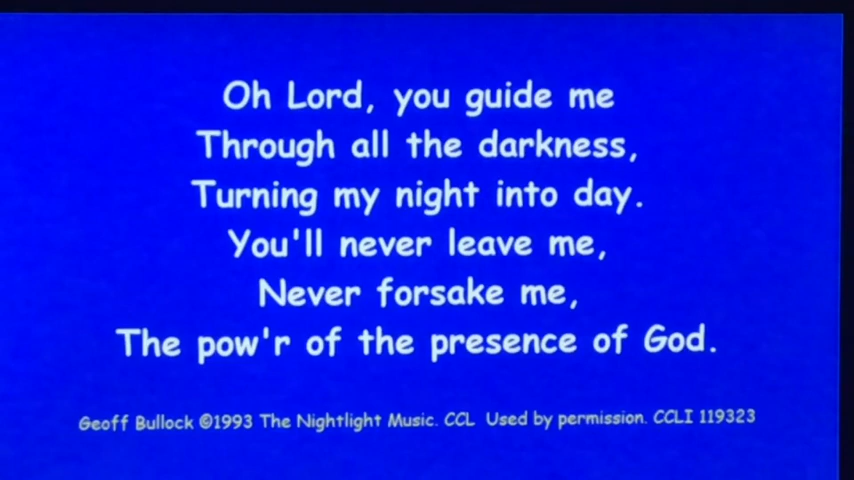 Oh Lord, you guide me
Through all the darkness,
Turning my night into day.
You'll never leave me,
Never forsake me,
The pow'r of the presence of God.
Geoff Bullock ©1993 The Nightlight Music. CCL Used by permission. CCLI 119323